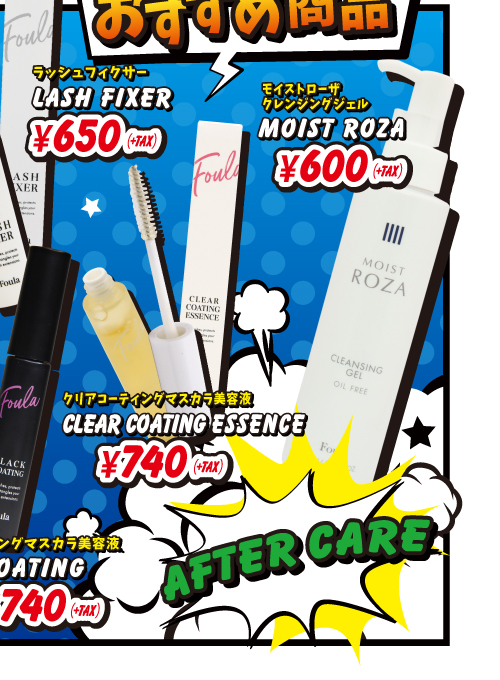 おすすめ商品
ラッシュフィクサー
LASH FIXER
¥650 (+TAX)
モイストローザ
クレンジングジェル
MOIST ROZA
¥600 (+TAX)
Foula
ASH
XER
Foula
Foula
CLEAR
COATING
ESSENCE
MOIST
ROZA
CLEANSING
GEL
OIL FREE
クリアコーティングマスカラ美容液
CLEAR COATING ESSENCE
¥740 (+TAX)
Foula
LACK
OATING
ングマスカラ美容液
OATING
740 (+TAX)
AFTER CARE